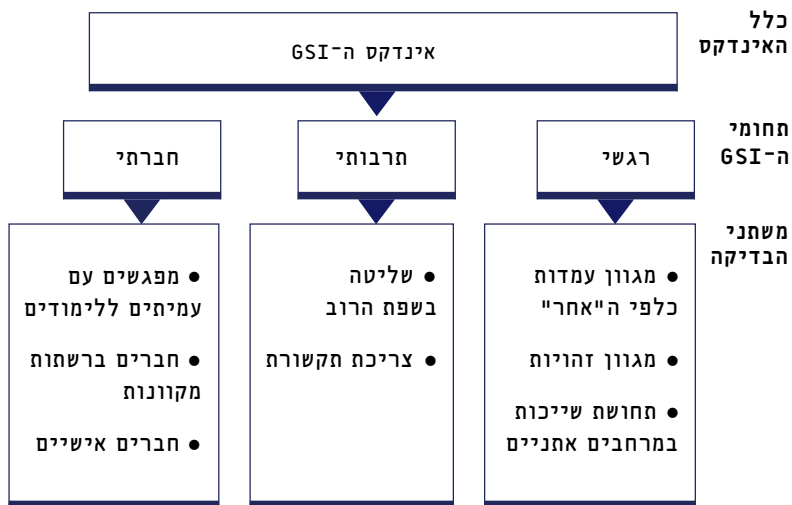 כלל
האינדקס
אינדקס ה־GSI
תחומי
ה־GSI
רגשי
תרבותי
חברתי
משתני
הבדיקה
● מגוון עמדות
כלפי ה"אחר"
● מגוון זהויות
● תחושת שייכות
במרחבים אתניים
● שליטה
בשפת הרוב
● צריכת תקשורת
● מפגשים עם
עמיתים ללימודים
● חברים ברשתות
מקוונות
● חברים אישיים